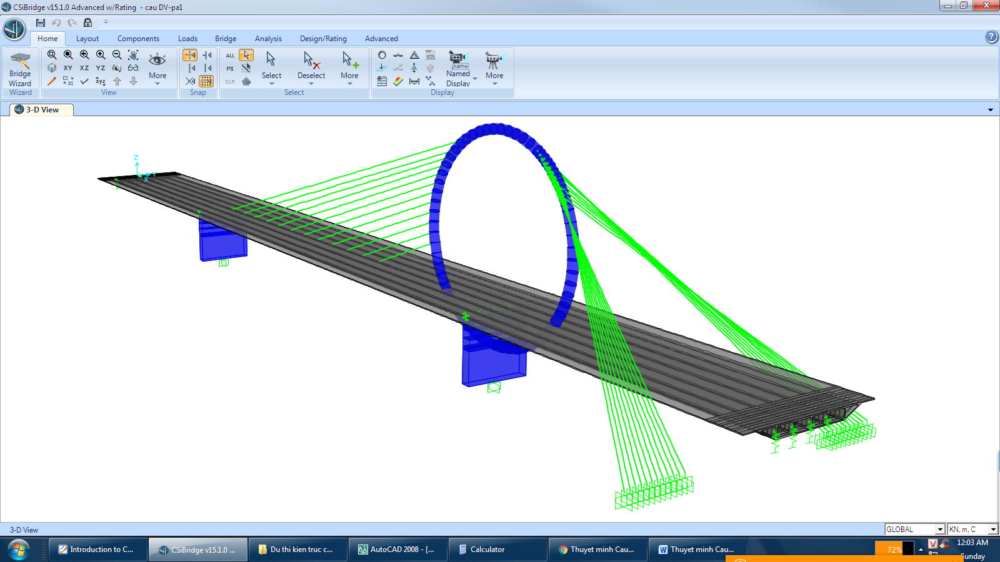 CSiBridge v15.1.0 Advanced w/Rating - cau DV-pa1
Home Layout Components Loads Bridge Analysis Design/Rating Advanced
Bridge Wizard
XY XZ YZ
xyz
More
ALL
PS
CLR
Select
Deselect
More
name
Named Display
More
Wizard View Snap Select Display
3-D View
Z
Y
X
3-D View
GLOBAL
KN, m, C
Introduction to C...
CSiBridge v15.1.0 ...
Du thi kien truc c...
AutoCAD 2008 - [...
Calculator
Thuyet minh Cau...
Thuyet minh Cau...
72%
V
12:03 AM
Sunday